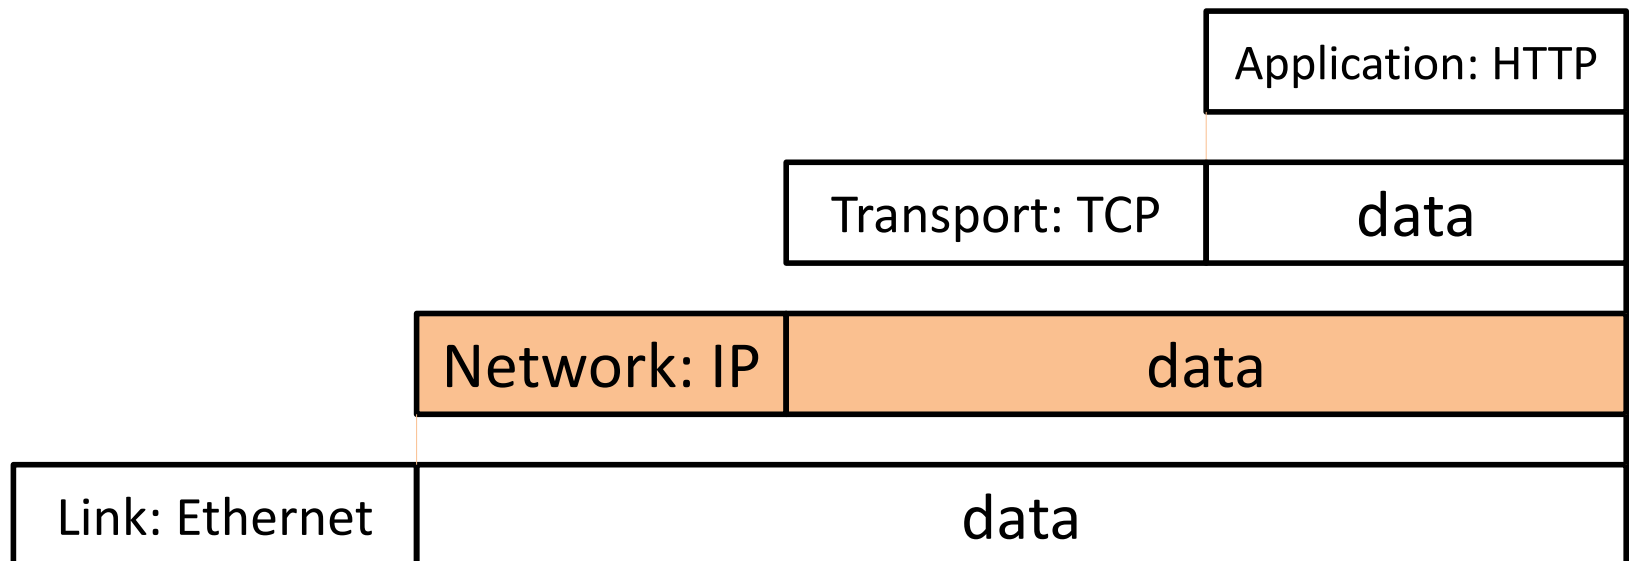 Application: HTTP
Transport: TCP data
Network: IP data
Link: Ethernet data